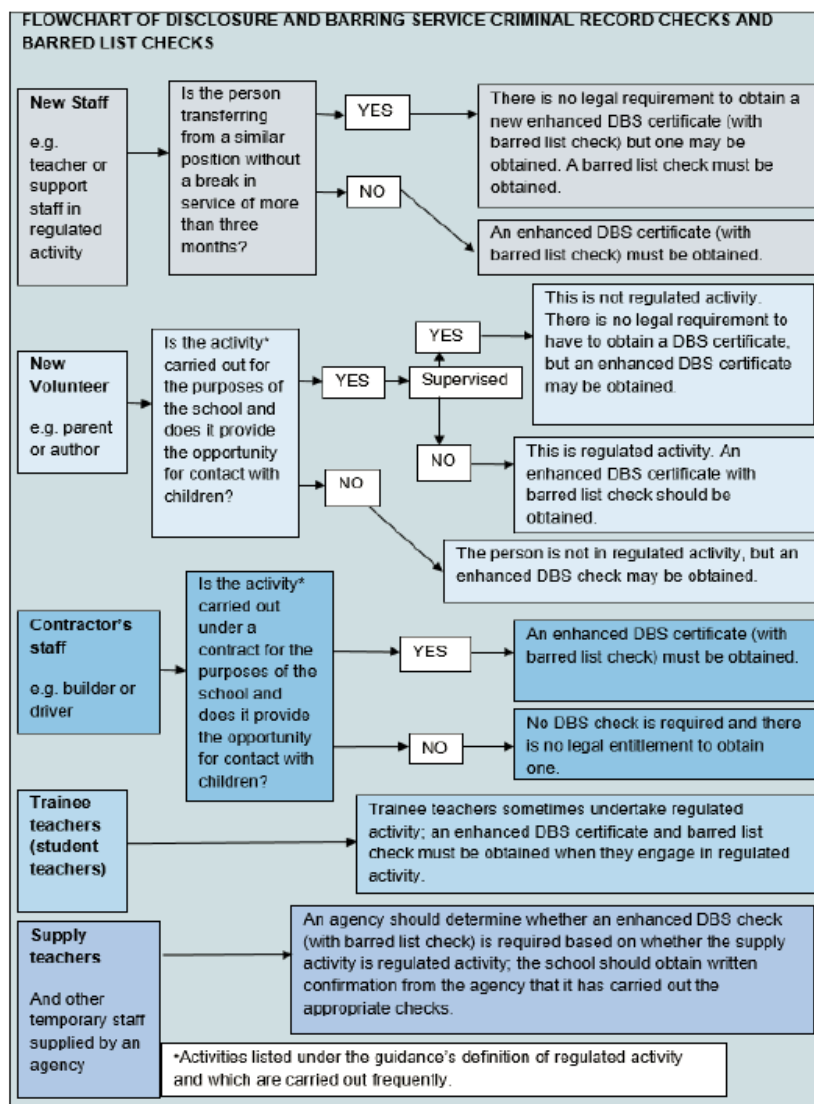 FLOWCHART OF DISCLOSURE AND BARRING SERVICE CRIMINAL RECORD CHECKS AND
BARRED LIST CHECKS
New Staff
e.g.
teacher or
support
staff in
regulated
activity
Is the person
transferring
from a similar
position without
a break in
service of more
than three
months?
YES
There is no legal requirement to obtain a
new enhanced DBS certificate (with
barred list check) but one may be
obtained. A barred list check must be
obtained.
NO
An enhanced DBS certificate (with
barred list check) must be obtained.
New
Volunteer
e.g. parent
or author
Is the activity*
carried out for
the purposes of
the school and
does it provide
the opportunity
for contact with
children?
YES
Supervised
YES
This is not regulated activity.
There is no legal requirement to
have to obtain a DBS certificate,
but an enhanced DBS certificate
may be obtained.
NO
This is regulated activity. An
enhanced DBS certificate with
barred list check should be
obtained.
NO
The person is not in regulated activity, but an
enhanced DBS check may be obtained.
Contractor's
staff
e.g. builder or
driver
Is the activity*
carried out
under a
contract for the
purposes of the
school and
does it provide
the opportunity
for contact with
children?
YES
An enhanced DBS certificate (with
barred list check) must be obtained.
NO
No DBS check is required and there
is no legal entitlement to obtain
one.
Trainee
teachers
(student
teachers)
Trainee teachers sometimes undertake regulated
activity; an enhanced DBS certificate and barred list
check must be obtained when they engage in regulated
activity.
Supply
teachers
And other
temporary staff
supplied by an
agency
An agency should determine whether an enhanced DBS check
(with barred list check) is required based on whether the supply
activity is regulated activity; the school should obtain written
confirmation from the agency that it has carried out the
appropriate checks.
*Activities listed under the guidance's definition of regulated activity
and which are carried out frequently.